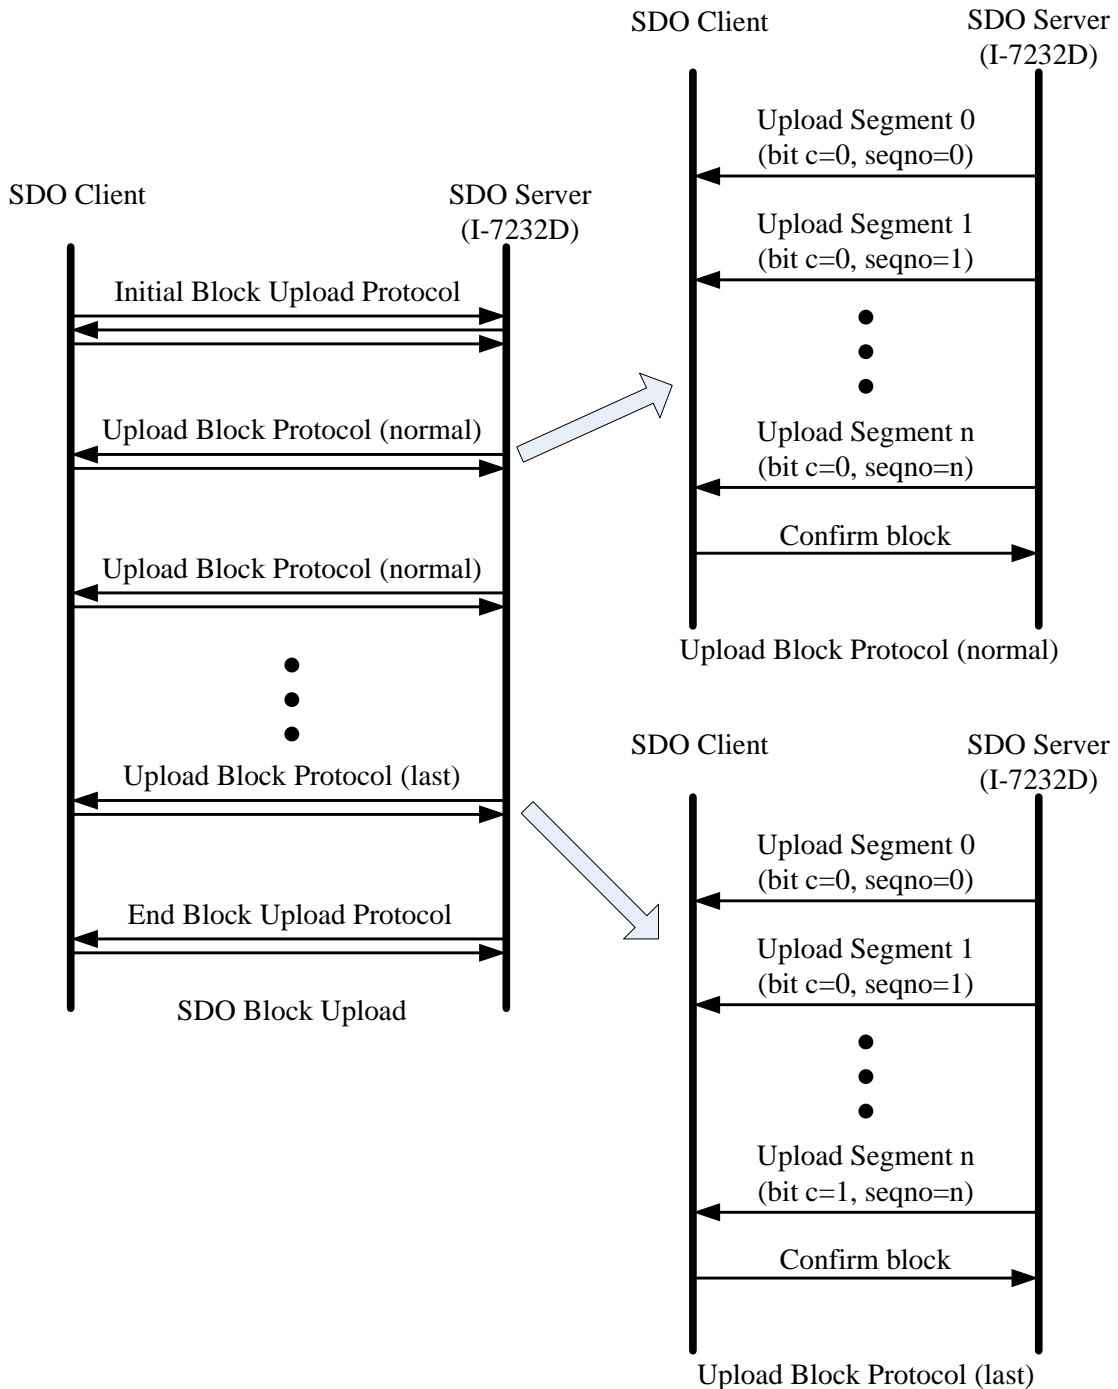 SDO Client
SDO Server
(I-7232D)
Initial Block Upload Protocol
Upload Block Protocol (normal)
Upload Block Protocol (normal)
Upload Block Protocol (last)
End Block Upload Protocol
SDO Block Upload
SDO Client
SDO Server
(I-7232D)
Upload Segment 0
(bit c=0, seqno=0)
Upload Segment 1
(bit c=0, seqno=1)
Upload Segment n
(bit c=0, seqno=n)
Confirm block
Upload Block Protocol (normal)
SDO Client
SDO Server
(I-7232D)
Upload Segment 0
(bit c=0, seqno=0)
Upload Segment 1
(bit c=0, seqno=1)
Upload Segment n
(bit c=1, seqno=n)
Confirm block
Upload Block Protocol (last)